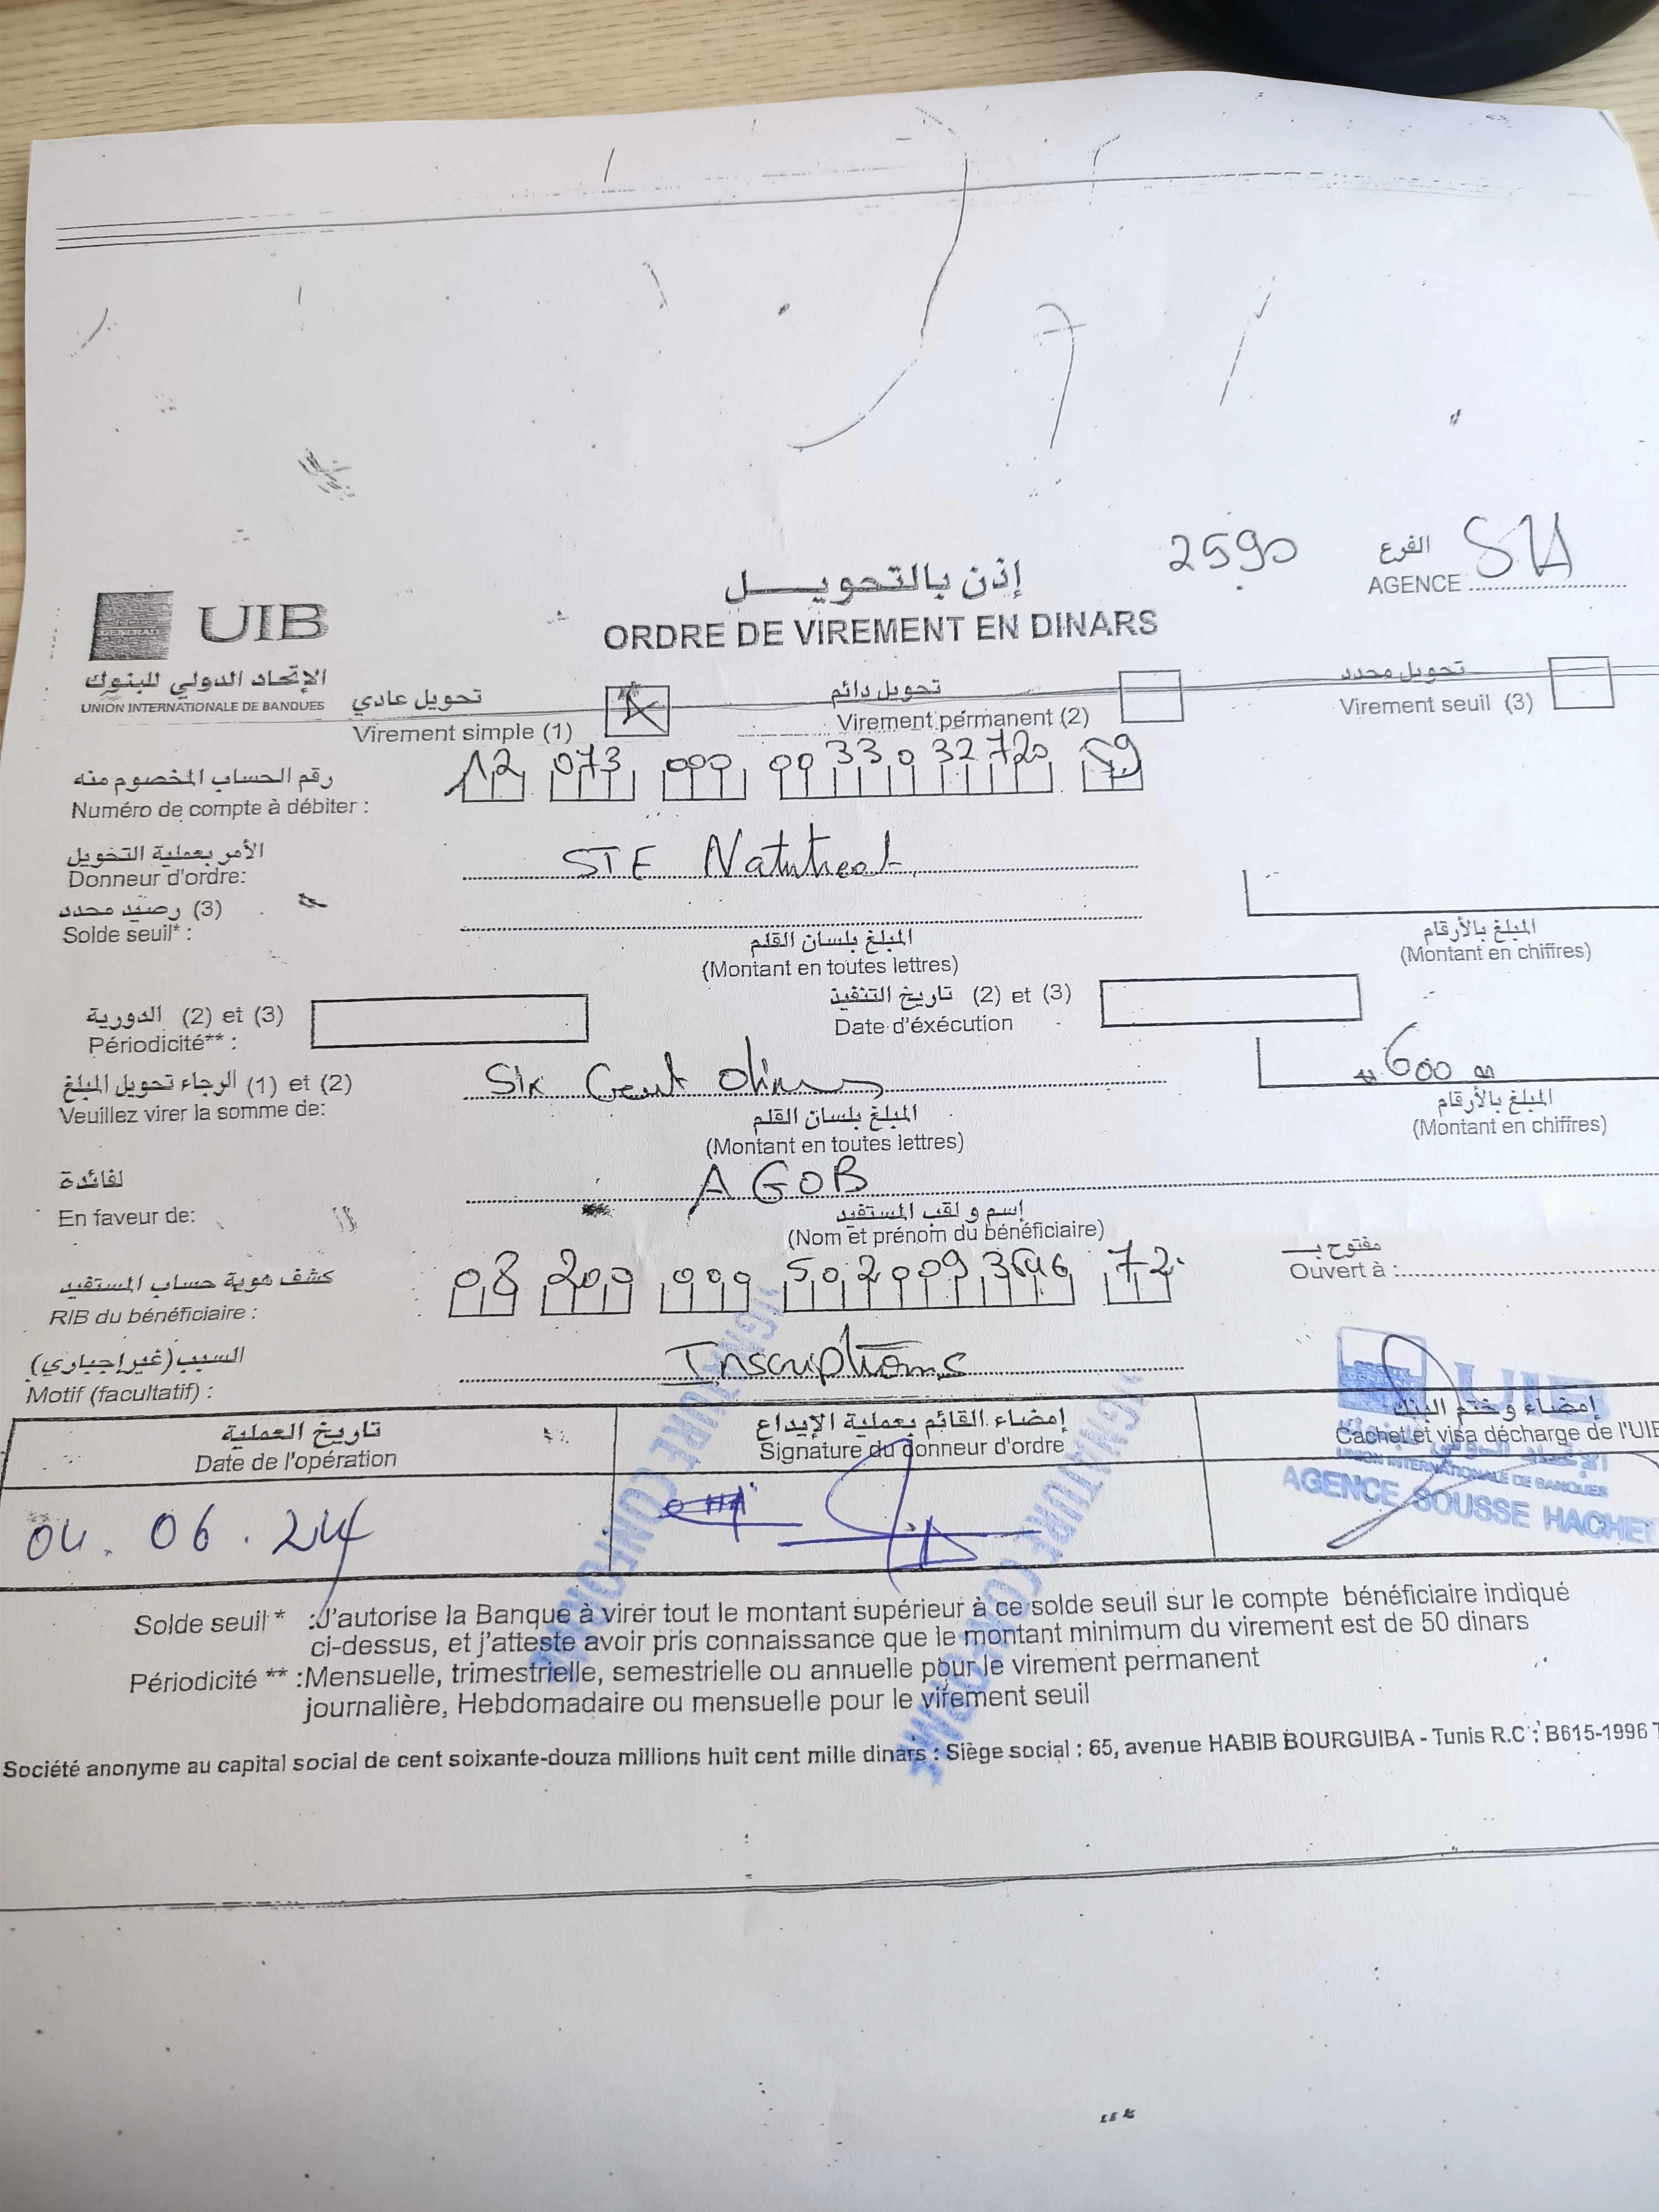 2590
الفرع
AGENCE SH
إذن بالتحويـــل
ORDRE DE VIREMENT EN DINARS
UIB
الإتحاد الدولي للبنوك
UNION INTERNATIONALE DE BANQUES
تحويل عادي
Virement simple (1)
تحويل دائم
Virement permanent (2)
تحويل محدد
Virement seuil (3)
رقم الحساب المخصوم منه
Numéro de compte à débiter : 12 073 000 0033032720 59
الأمر بعملية التحويل
Donneur d'ordre: STE Natutreat
(3) رصيد محدد
Solde seuil* :
المبلغ بلسان القلم
(Montant en toutes lettres)
المبلغ بالأرقام
(Montant en chiffres)
الدورية (2) et (3)
Périodicité** :
تاريخ التنفيذ (2) et (3)
Date d'éxécution
الرجاء تحويل المبلغ (1) et (2)
Veuillez virer la somme de: Six Cent dinars
600
المبلغ بلسان القلم
(Montant en toutes lettres)
المبلغ بالأرقام
(Montant en chiffres)
لفائدة
En faveur de: AGOB
إسم و لقب المستفيد
(Nom et prénom du bénéficiaire)
كشف هوية حساب المستفيد
RIB du bénéficiaire : 08 200 000 5020093696 72
مفتوح بـ
Ouvert à :
السبب (غير إجباري)
Motif (facultatif) : Inscriptions
تاريخ العملية
Date de l'opération
إمضاء القائم بعملية الإيداع
Signature du donneur d'ordre
إمضاء وختم البنك
Cachet et visa décharge de l'UIB
04.06.24
SIGNATURE CONFORME
SIGNATURE CONFORME
UIB
UNION INTERNATIONALE DE BANQUES
AGENCE SOUSSE HACHED
Solde seuil * :J'autorise la Banque à virer tout le montant supérieur à ce solde seuil sur le compte bénéficiaire indiqué
ci-dessus, et j'atteste avoir pris connaissance que le montant minimum du virement est de 50 dinars
Périodicité ** :Mensuelle, trimestrielle, semestrielle ou annuelle pour le virement permanent
journalière, Hebdomadaire ou mensuelle pour le virement seuil
Société anonyme au capital social de cent soixante-douza millions huit cent mille dinars : Siège social : 65, avenue HABIB BOURGUIBA - Tunis R.C : B615-1996 T